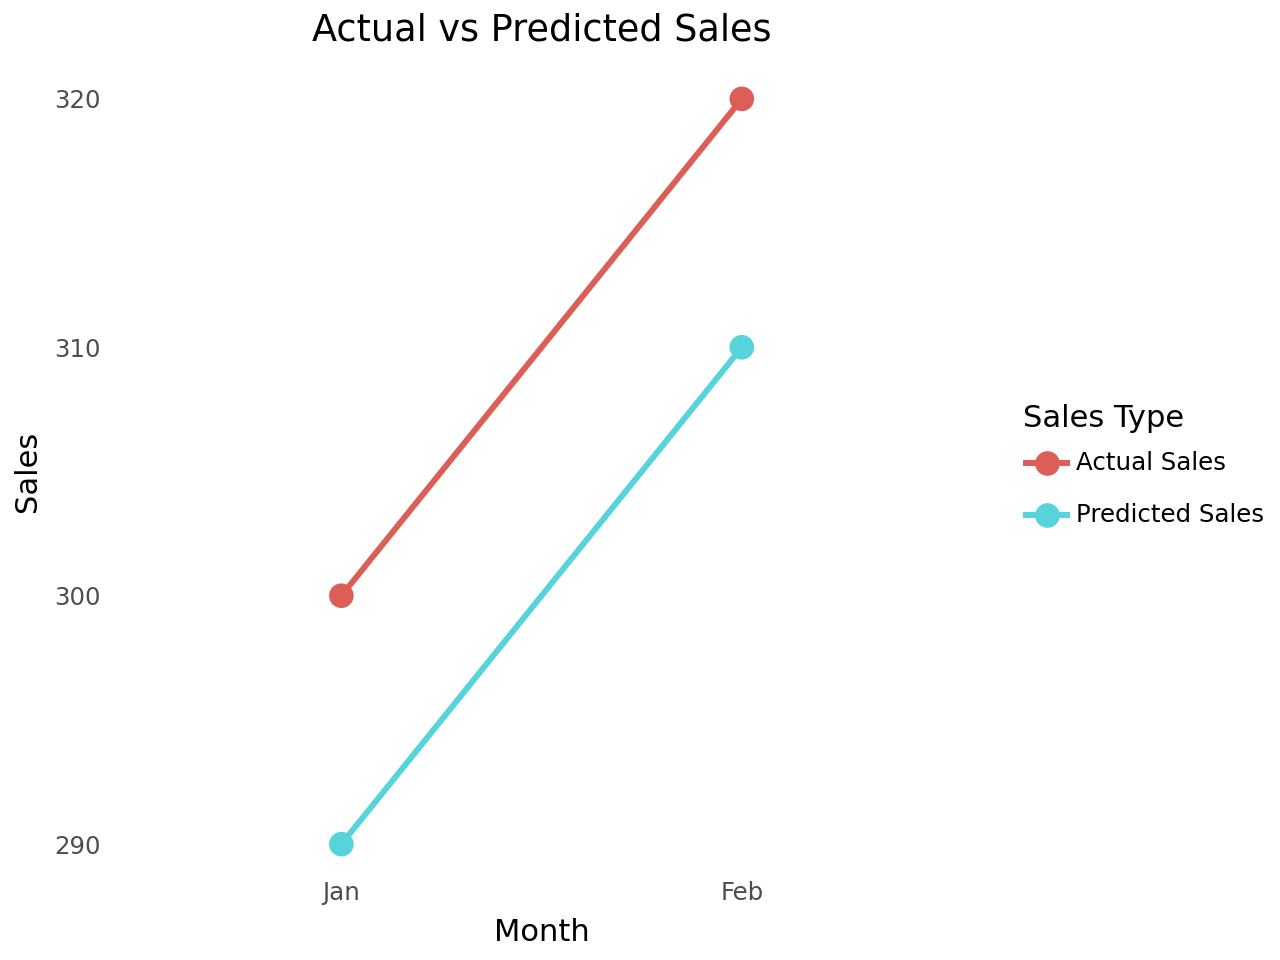 Actual vs Predicted Sales
320
310
300
290
Sales
Jan Feb
Month
Sales Type
Actual Sales
Predicted Sales